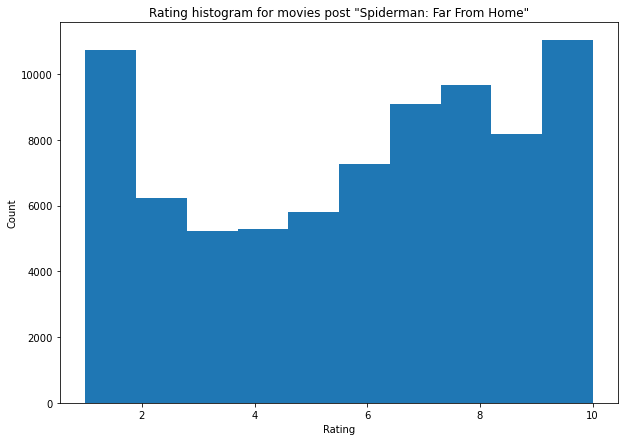 Rating histogram for movies post "Spiderman: Far From Home"
10000
8000
6000
4000
2000
0
Count
2 4 6 8 10
Rating